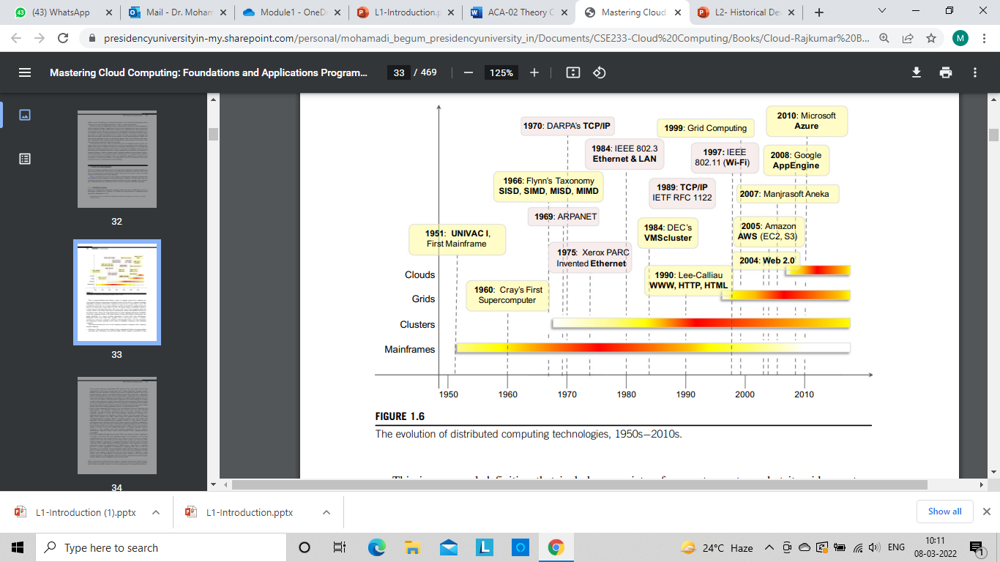 (43) WhatsApp
Mail - Dr. Moham
Module1 - OneD
L1-Introduction.p
ACA-02 Theory C
Mastering Cloud
L2- Historical De
presidencyuniversityin-my.sharepoint.com/personal/mohamadi_begum_presidencyuniversity_in/Documents/CSE233-Cloud%20Computing/Books/Cloud-Rajkumar%20B...
M
Mastering Cloud Computing: Foundations and Applications Program...
33 / 469
125%
32
33
34
1970: DARPA's TCP/IP
1999: Grid Computing
2010: Microsoft
Azure
1984: IEEE 802.3
Ethernet & LAN
1997: IEEE
802.11 (Wi-Fi)
2008: Google
AppEngine
1966: Flynn's Taxonomy
SISD, SIMD, MISD, MIMD
1989: TCP/IP
IETF RFC 1122
2007: Manjrasoft Aneka
1969: ARPANET
1951: UNIVAC I,
First Mainframe
1984: DEC's
VMScluster
2005: Amazon
AWS (EC2, S3)
1975: Xerox PARC
Invented Ethernet
2004: Web 2.0
1990: Lee-Calliau
WWW, HTTP, HTML
1960: Cray's First
Supercomputer
Clouds
Grids
Clusters
Mainframes
1950 1960 1970 1980 1990 2000 2010
FIGURE 1.6
The evolution of distributed computing technologies, 1950s–2010s.
L1-Introduction (1).pptx
L1-Introduction.pptx
Show all
Type here to search
24°C Haze
ENG
10:11
08-03-2022
1